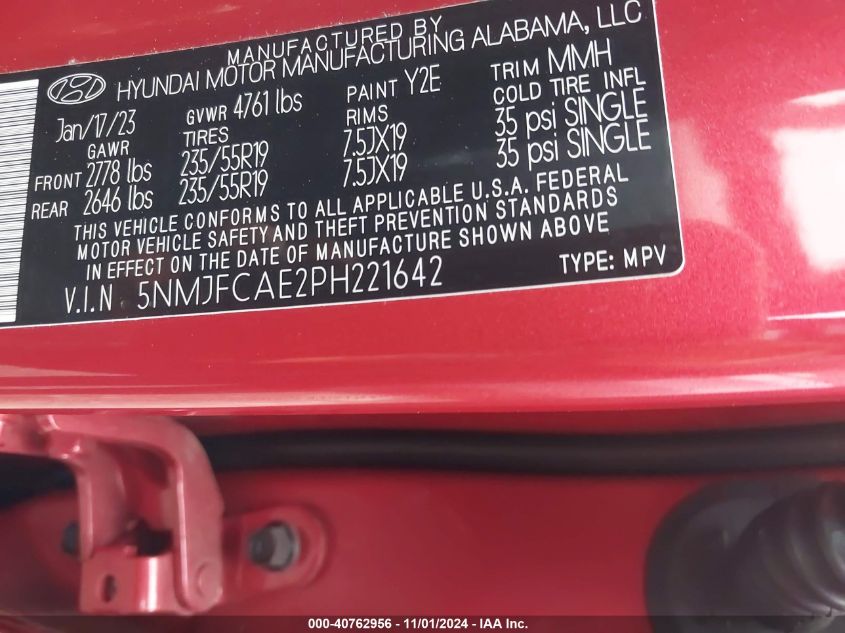 MANUFACTURED BY
HYUNDAI MOTOR MANUFACTURING ALABAMA, LLC
Jan/17/23 GVWR 4761 lbs PAINT Y2E TRIM MMH
GAWR TIRES RIMS COLD TIRE INFL
FRONT 2778 lbs 235/55R19 7.5JX19 35 psi SINGLE
REAR 2646 lbs 235/55R19 7.5JX19 35 psi SINGLE
THIS VEHICLE CONFORMS TO ALL APPLICABLE U.S.A. FEDERAL
MOTOR VEHICLE SAFETY AND THEFT PREVENTION STANDARDS
IN EFFECT ON THE DATE OF MANUFACTURE SHOWN ABOVE
V.I.N 5NMJFCAE2PH221642 TYPE: MPV
000-40762956 - 11/01/2024 - IAA Inc.